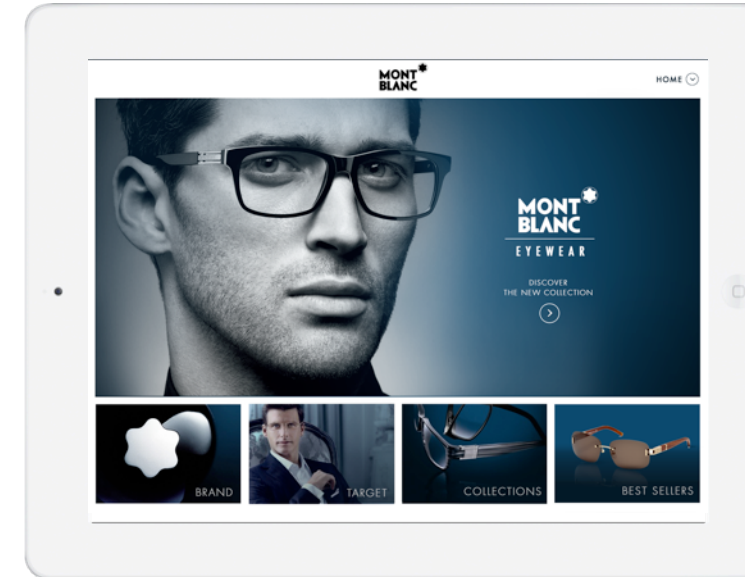 MONT
BLANC
HOME
MONT
BLANC
EYEWEAR
DISCOVER
THE NEW COLLECTION
BRAND
TARGET
COLLECTIONS
BEST SELLERS